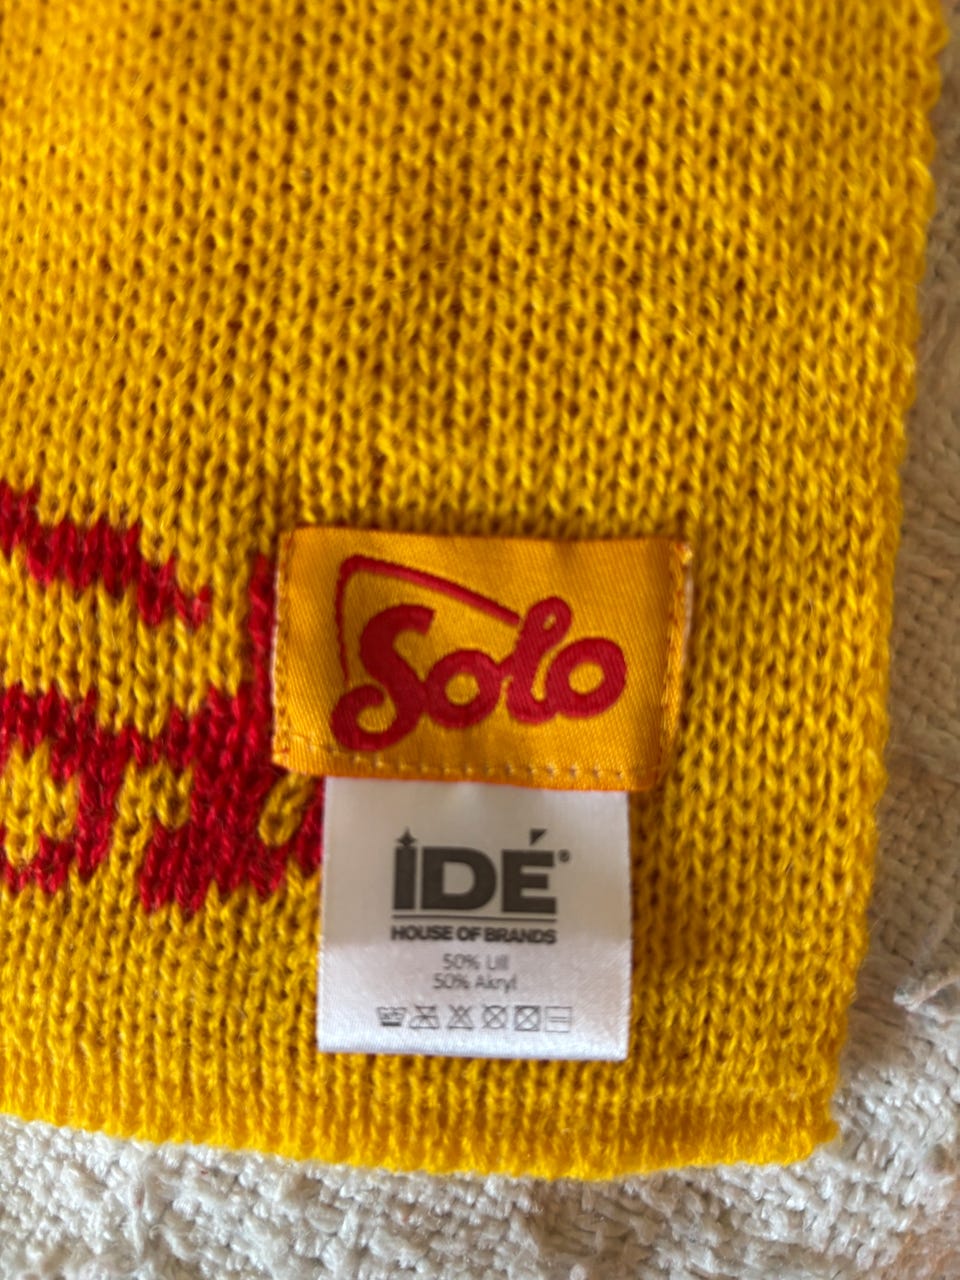 Solo
IDÉ®
HOUSE OF BRANDS
50% Ull
50% Akryl